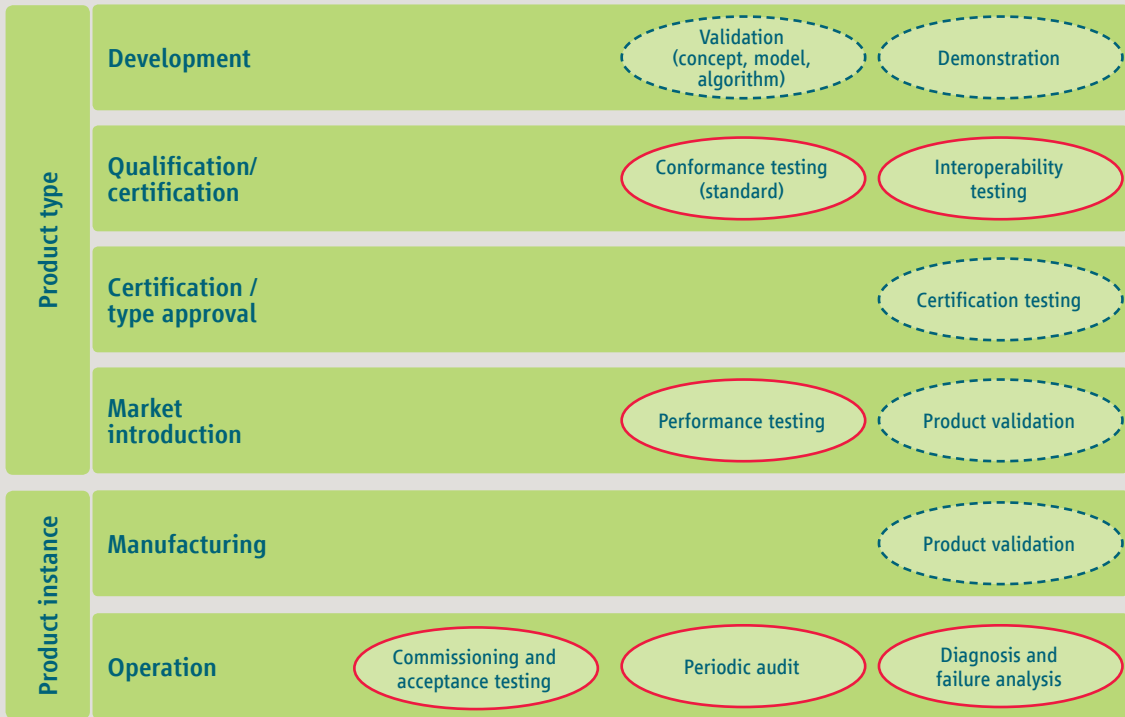 Product type
Development
Validation
(concept, model,
algorithm)
Demonstration
Qualification/
certification
Conformance testing
(standard)
Interoperability
testing
Certification /
type approval
Certification testing
Market
introduction
Performance testing
Product validation
Product instance
Manufacturing
Product validation
Operation
Commissioning and
acceptance testing
Periodic audit
Diagnosis and
failure analysis